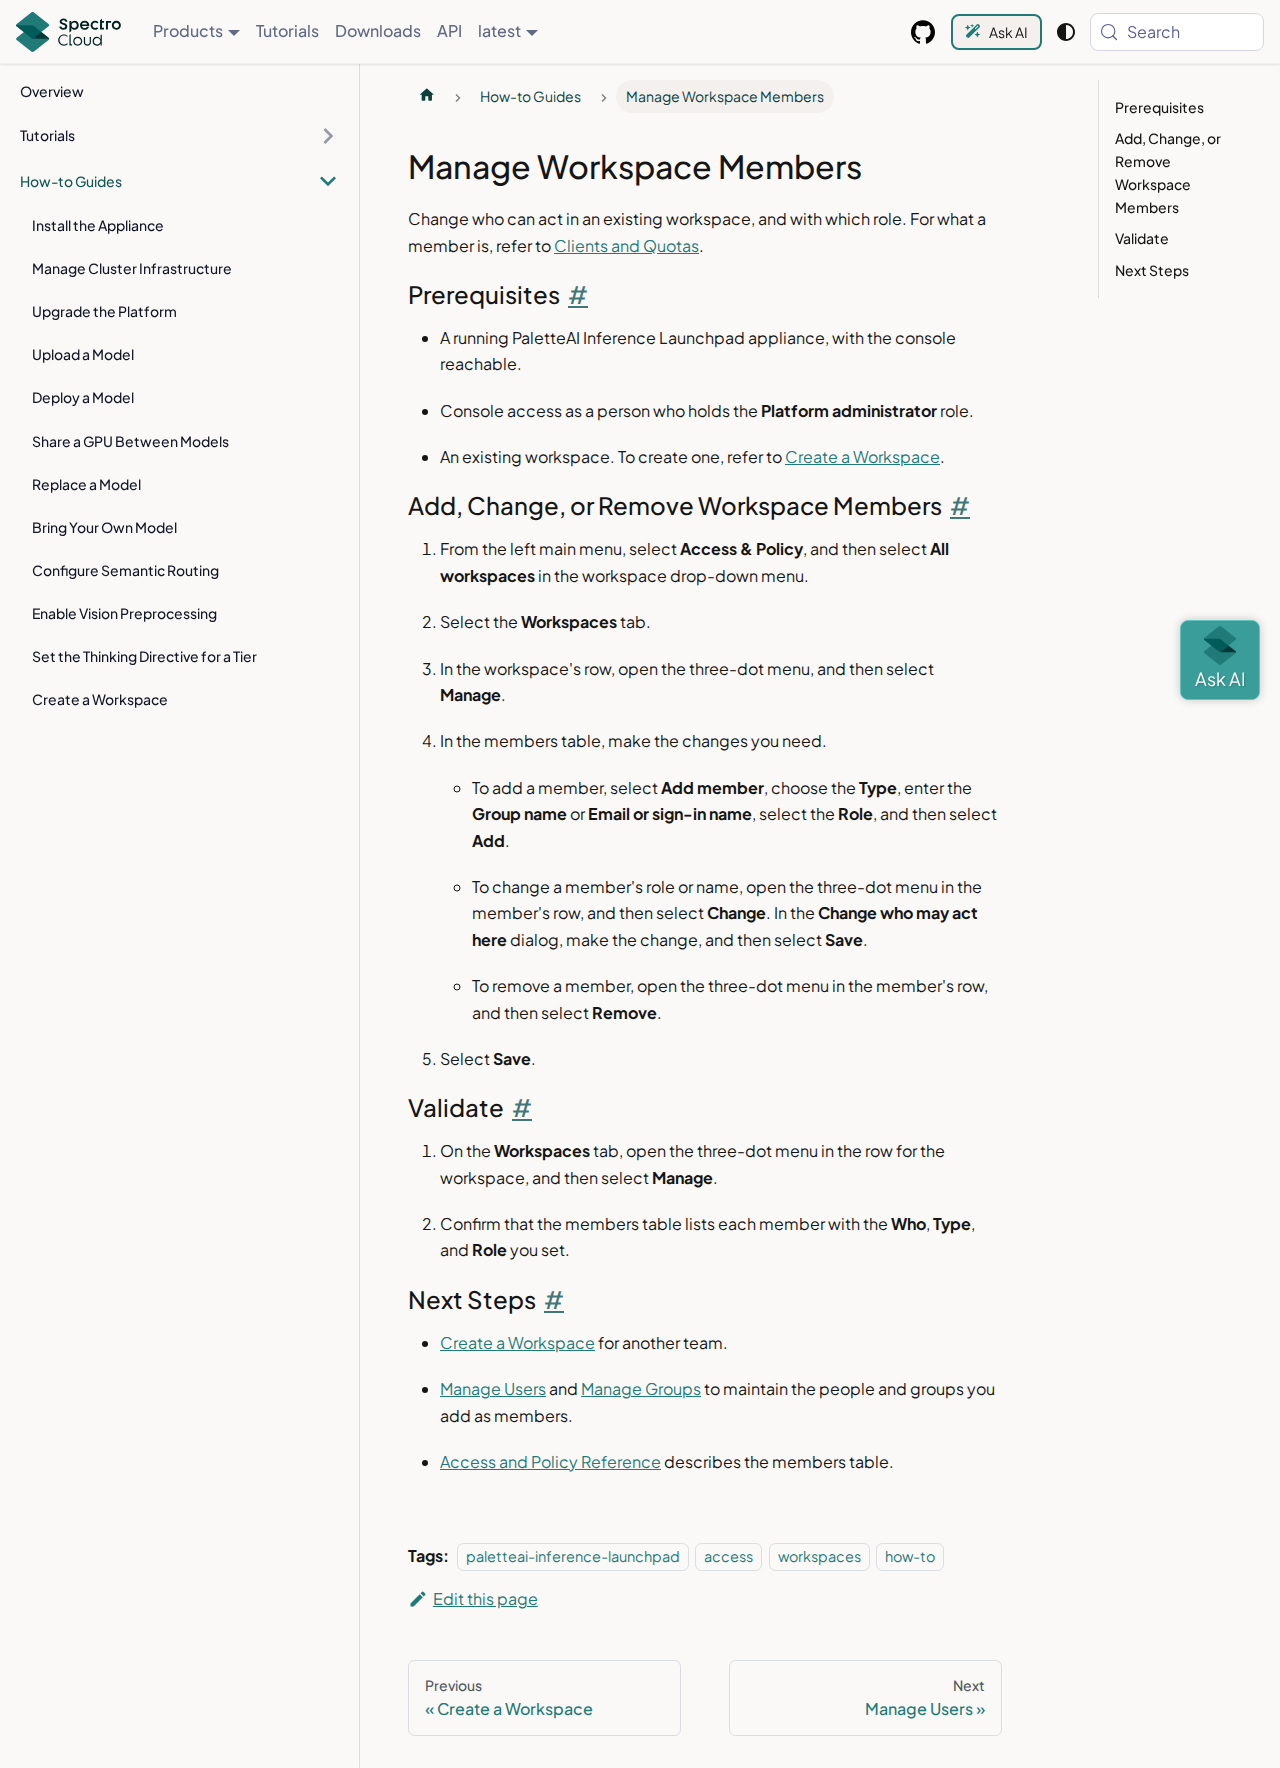 Spectro Cloud
Products
Tutorials
Downloads
API
latest
Ask AI
Search
Overview
Tutorials
How-to Guides
Install the Appliance
Manage Cluster Infrastructure
Upgrade the Platform
Upload a Model
Deploy a Model
Share a GPU Between Models
Replace a Model
Bring Your Own Model
Configure Semantic Routing
Enable Vision Preprocessing
Set the Thinking Directive for a Tier
Create a Workspace
How-to Guides
Manage Workspace Members
Manage Workspace Members
Change who can act in an existing workspace, and with which role. For what a
member is, refer to Clients and Quotas.
Prerequisites #
• A running PaletteAI Inference Launchpad appliance, with the console
reachable.
• Console access as a person who holds the Platform administrator role.
• An existing workspace. To create one, refer to Create a Workspace.
Add, Change, or Remove Workspace Members #
1. From the left main menu, select Access & Policy, and then select All
workspaces in the workspace drop-down menu.
2. Select the Workspaces tab.
3. In the workspace's row, open the three-dot menu, and then select
Manage.
4. In the members table, make the changes you need.
◦ To add a member, select Add member, choose the Type, enter the
Group name or Email or sign-in name, select the Role, and then select
Add.
◦ To change a member's role or name, open the three-dot menu in the
member's row, and then select Change. In the Change who may act
here dialog, make the change, and then select Save.
◦ To remove a member, open the three-dot menu in the member's row,
and then select Remove.
5. Select Save.
Validate #
1. On the Workspaces tab, open the three-dot menu in the row for the
workspace, and then select Manage.
2. Confirm that the members table lists each member with the Who, Type,
and Role you set.
Next Steps #
• Create a Workspace for another team.
• Manage Users and Manage Groups to maintain the people and groups you
add as members.
• Access and Policy Reference describes the members table.
Tags: paletteai-inference-launchpad access workspaces how-to
Edit this page
Previous
« Create a Workspace
Next
Manage Users »
Prerequisites
Add, Change, or
Remove
Workspace
Members
Validate
Next Steps
Ask AI